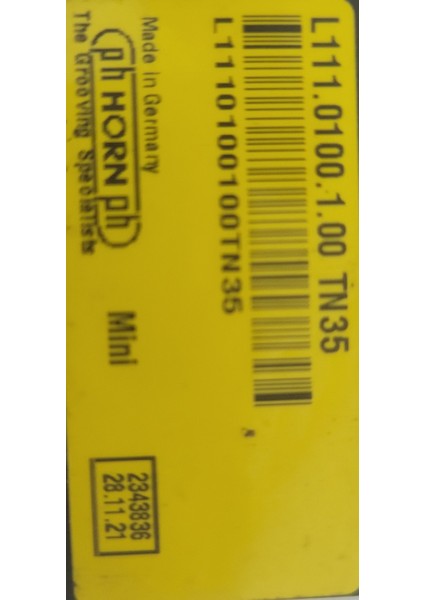 L111.0100.1.00 TN35
L1110100100TN35
Made in Germany
ph HORN ph
The Grooving Specialists
Mini
2343836
28.11.21